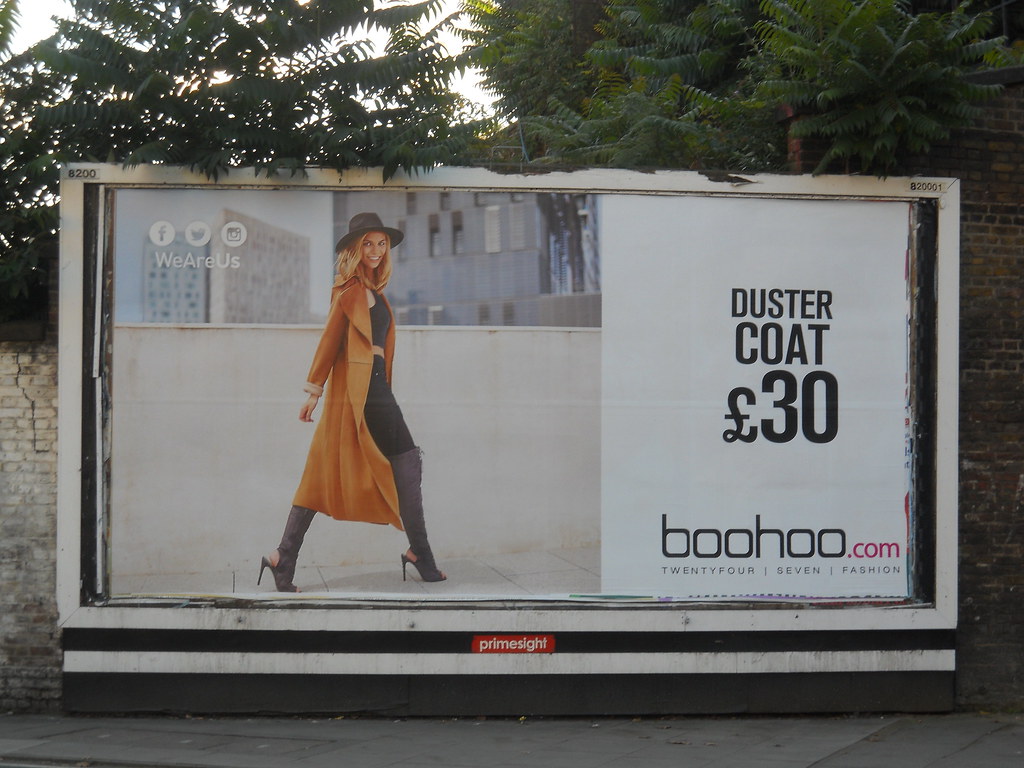 8200
820001
WeAreUs
DUSTER
COAT
£30
boohoo.com
TWENTYFOUR | SEVEN | FASHION
primesight